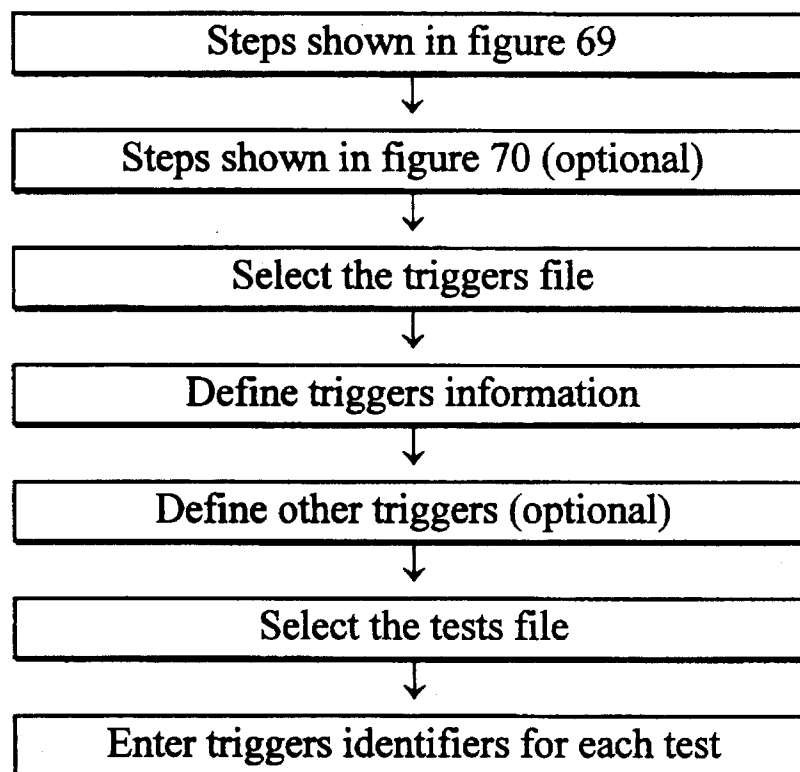 Steps shown in figure 69
Steps shown in figure 70 (optional)
Select the triggers file
Define triggers information
Define other triggers (optional)
Select the tests file
Enter triggers identifiers for each test